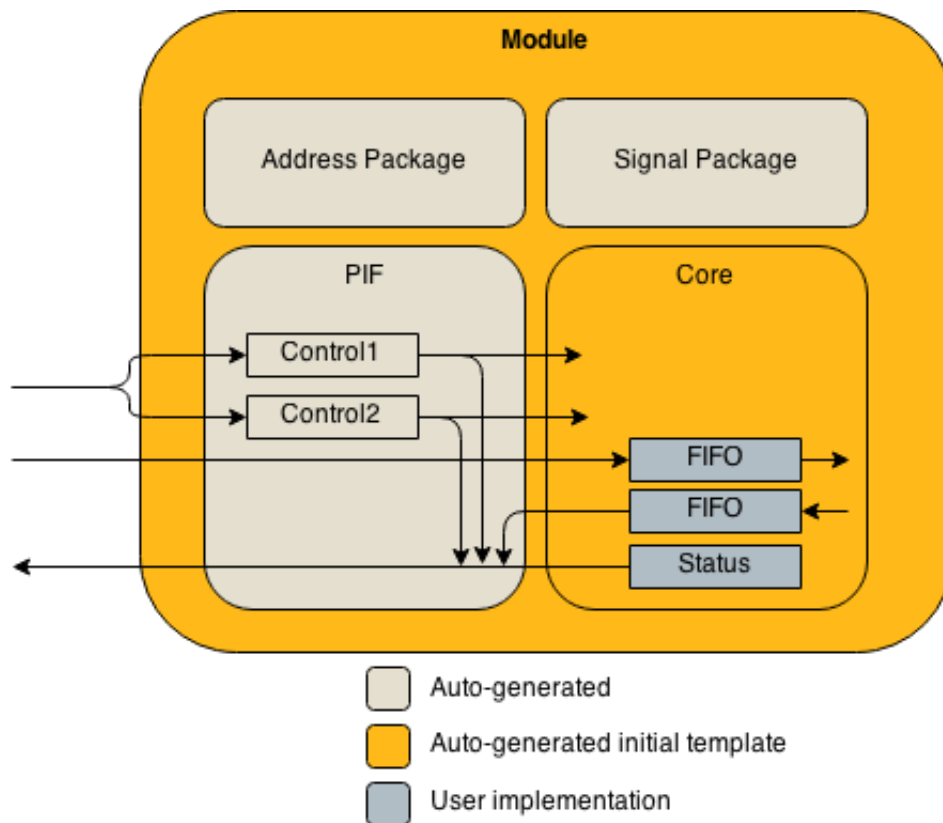 Module
Address Package
Signal Package
PIF
Core
Control1
Control2
FIFO
FIFO
Status
Auto-generated
Auto-generated initial template
User implementation